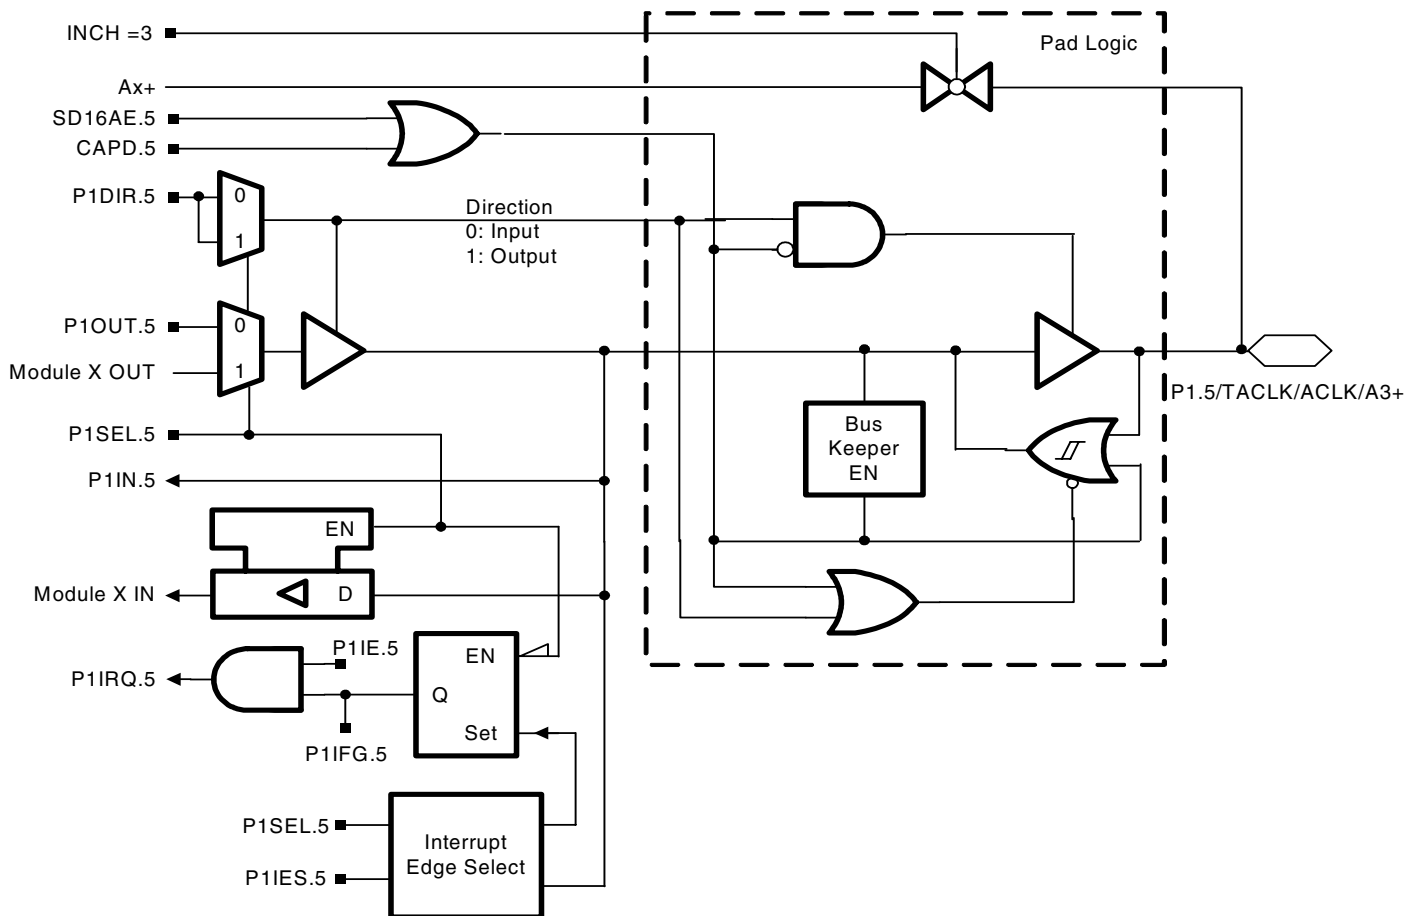 INCH =3
Pad Logic
Ax+
SD16AE.5
CAPD.5
P1DIR.5
0
1
Direction
0: Input
1: Output
P1OUT.5
0
Module X OUT
1
P1.5/TACLK/ACLK/A3+
P1SEL.5
Bus
Keeper
EN
P1IN.5
EN
Module X IN
D
P1IE.5
EN
P1IRQ.5
Q
Set
P1IFG.5
P1SEL.5
Interrupt
Edge Select
P1IES.5